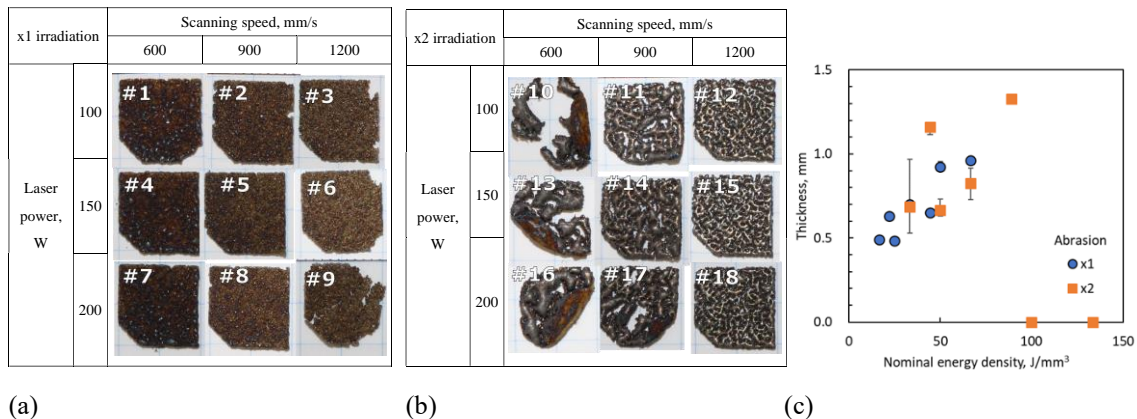 x1 irradiation
Scanning speed, mm/s
600 900 1200
Laser
power,
W
100
#1 #2 #3
150
#4 #5 #6
200
#7 #8 #9
(a)
x2 irradiation
Scanning speed, mm/s
600 900 1200
Laser
power,
W
100
#10 #11 #12
150
#13 #14 #15
200
#16 #17 #18
(b)
Thickness, mm
1.5
1.0
0.5
0.0
0 50 100 150
Nominal energy density, J/mm³
Abrasion
x1
x2
(c)